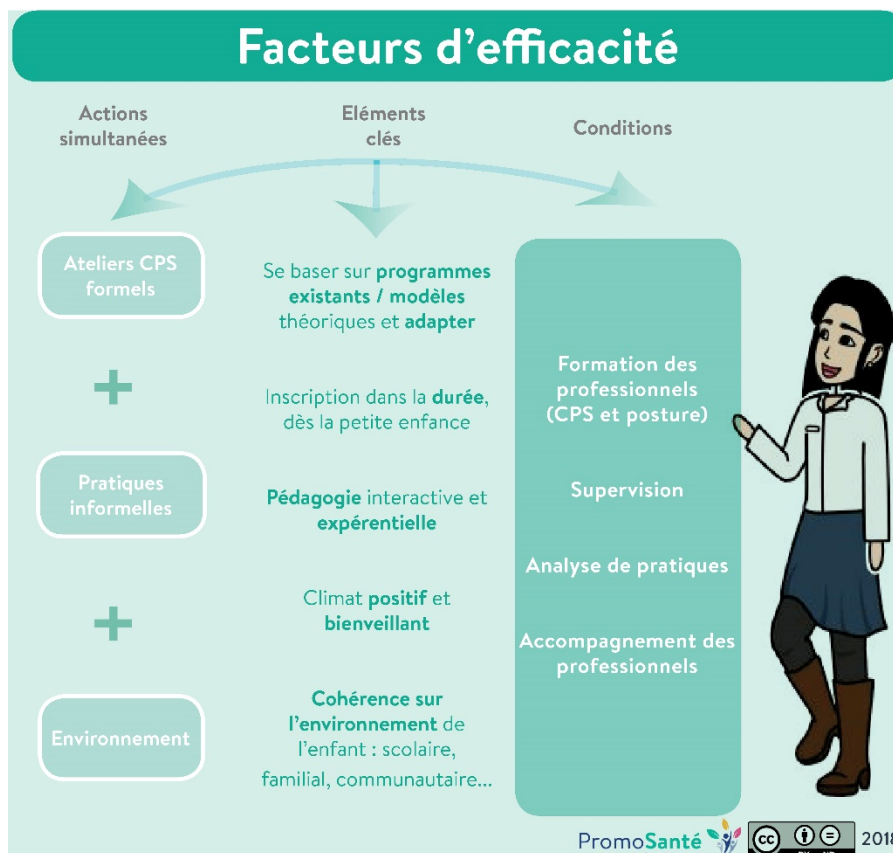 Facteurs d'efficacité
Actions
simultanées
Eléments
clés
Conditions
Ateliers CPS
formels
+
Pratiques
informelles
+
Environnement
Se baser sur programmes
existants / modèles
théoriques et adapter
Inscription dans la durée,
dès la petite enfance
Pédagogie interactive et
expérentielle
Climat positif et
bienveillant
Cohérence sur
l'environnement de
l'enfant : scolaire,
familial, communautaire...
Formation des
professionnels
(CPS et posture)
Supervision
Analyse de pratiques
Accompagnement des
professionnels
PromoSanté
cc
2018